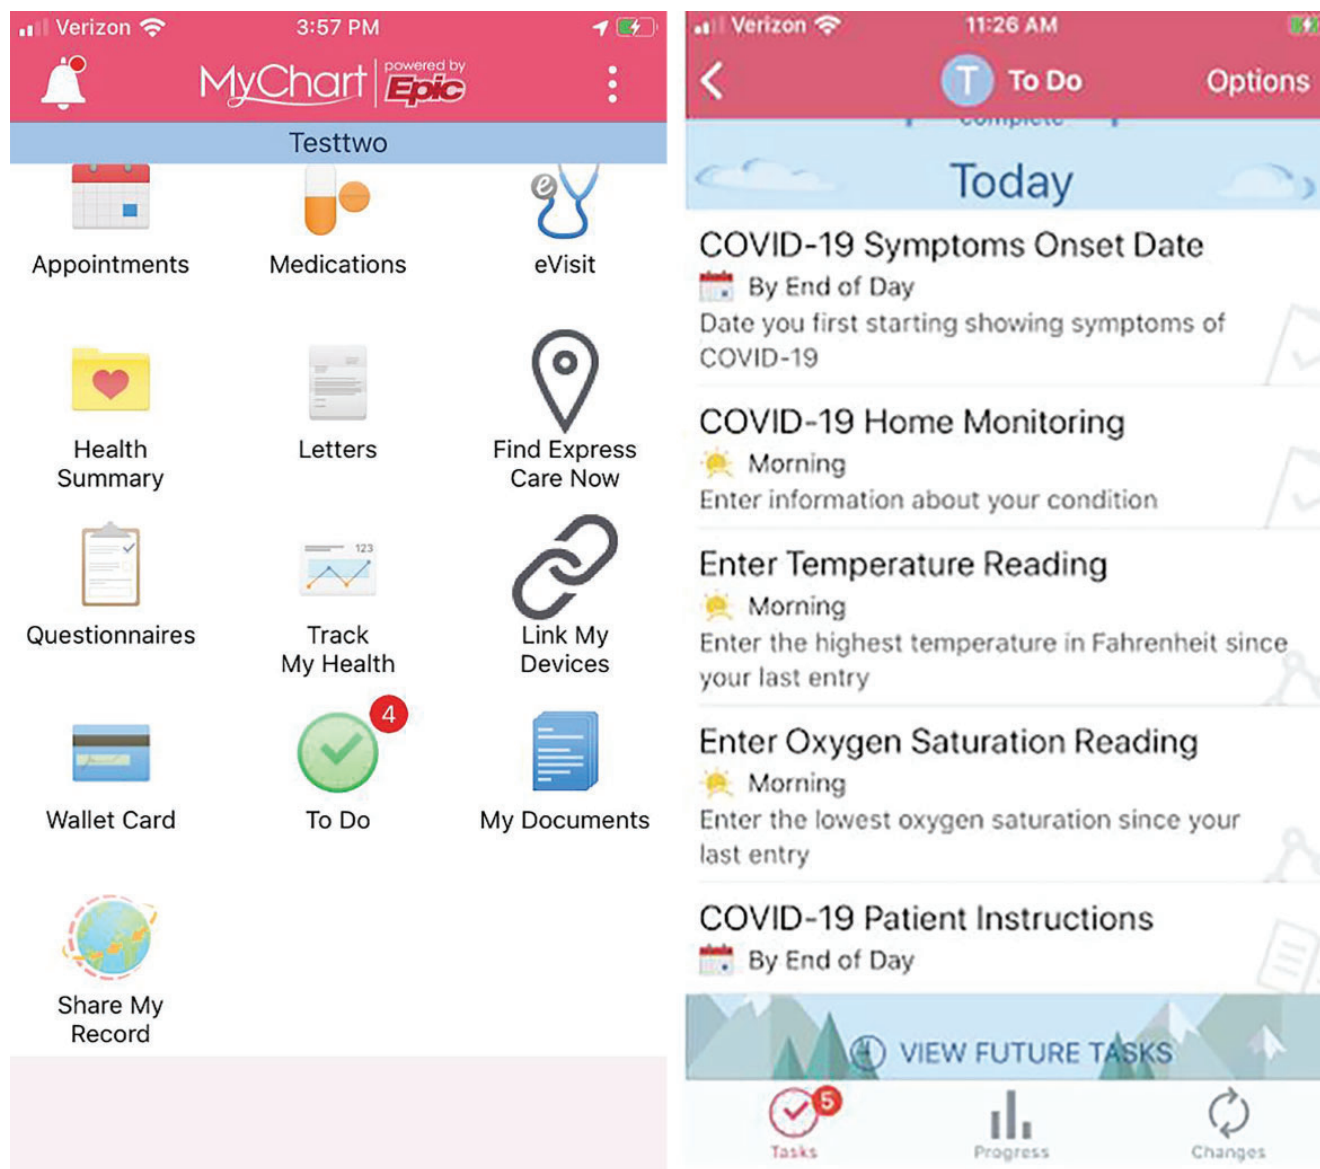 Verizon 3:57 PM
MyChart powered by Epic
Testtwo
Appointments
Medications
e
eVisit
Health
Summary
Letters
Find Express
Care Now
Questionnaires
123
Track
My Health
Link My
Devices
Wallet Card
4
To Do
My Documents
Share My
Record
Verizon 11:26 AM
T To Do Options
complete
Today
COVID-19 Symptoms Onset Date
By End of Day
Date you first starting showing symptoms of
COVID-19
COVID-19 Home Monitoring
Morning
Enter information about your condition
Enter Temperature Reading
Morning
Enter the highest temperature in Fahrenheit since
your last entry
Enter Oxygen Saturation Reading
Morning
Enter the lowest oxygen saturation since your
last entry
COVID-19 Patient Instructions
By End of Day
VIEW FUTURE TASKS
5
Tasks
Progress
Changes